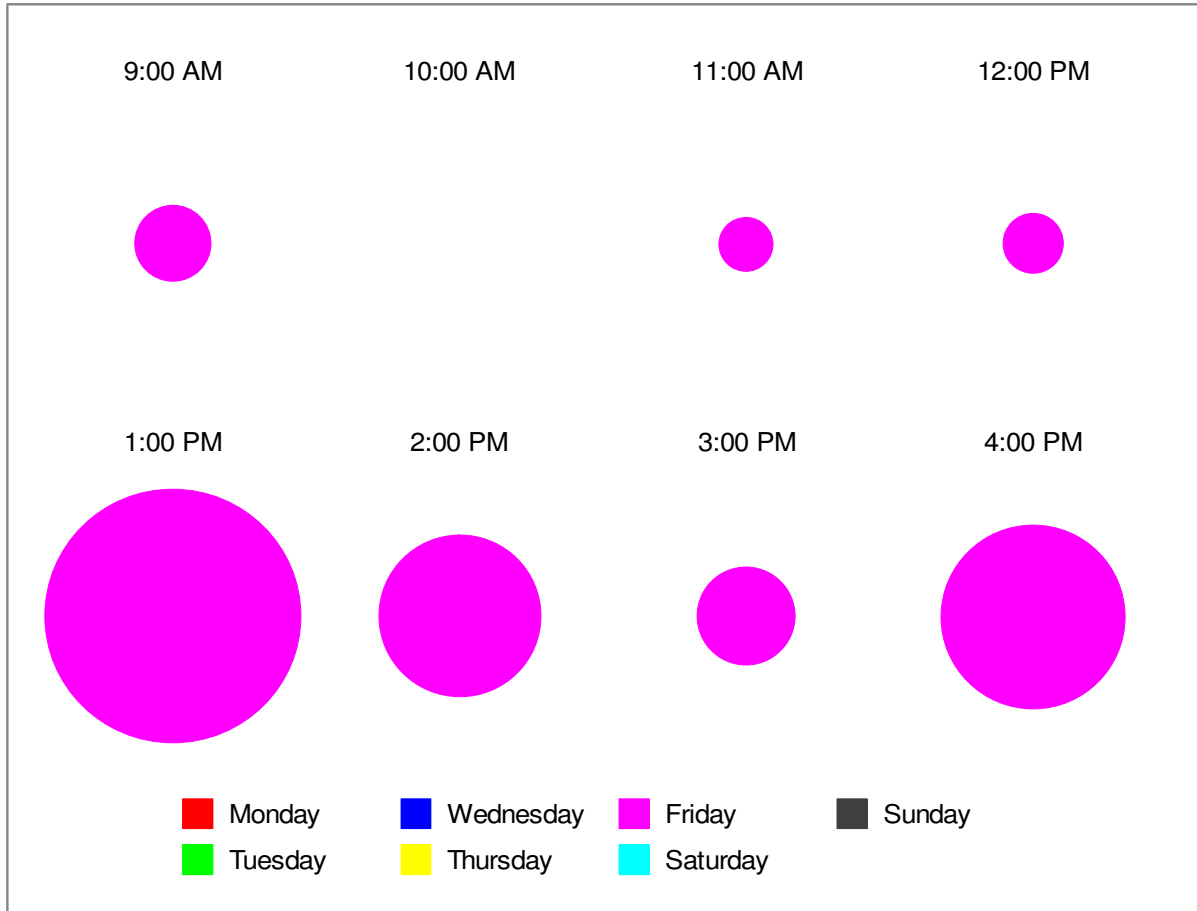 9:00 AM 10:00 AM 11:00 AM 12:00 PM
1:00 PM 2:00 PM 3:00 PM 4:00 PM
Monday Wednesday Friday Sunday
Tuesday Thursday Saturday